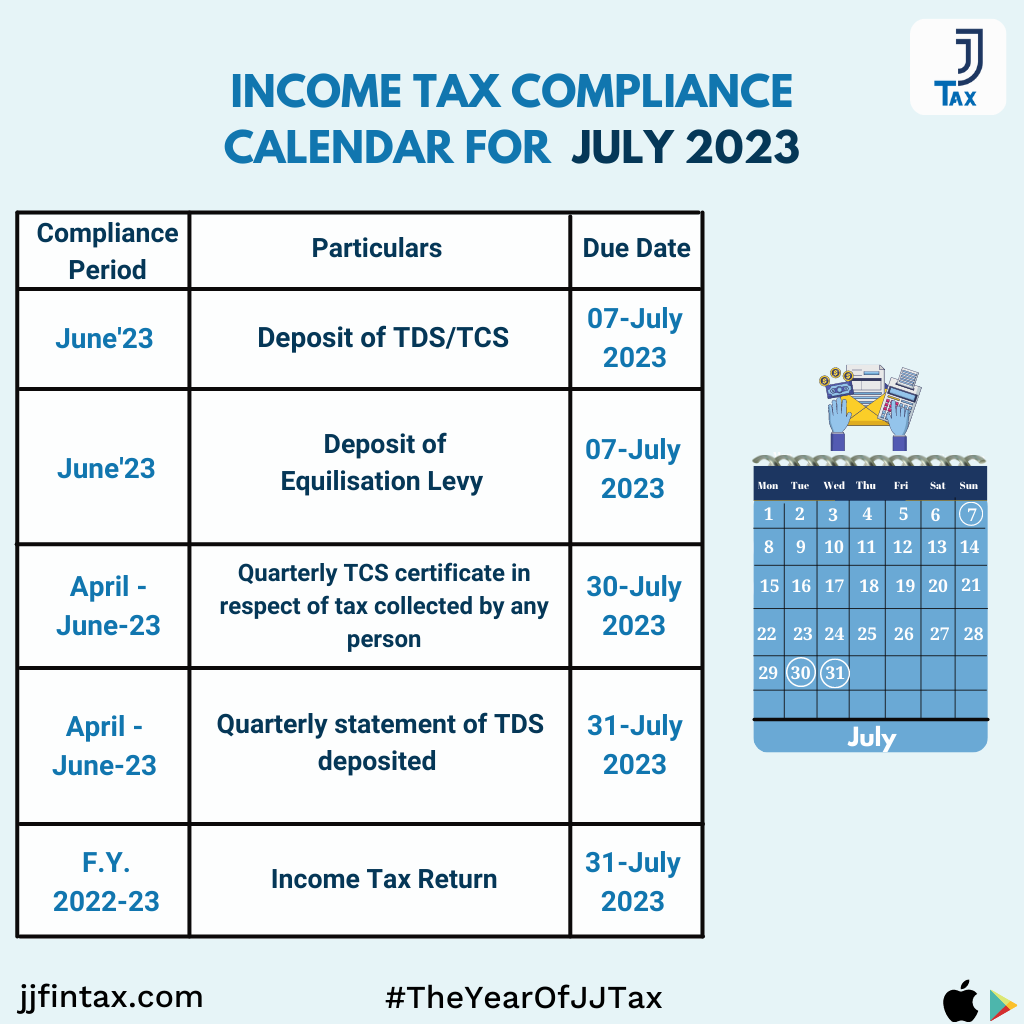 J
J
TAX
INCOME TAX COMPLIANCE
CALENDAR FOR JULY 2023
Compliance
Period
Particulars
Due Date
June'23
Deposit of TDS/TCS
07-July
2023
June'23
Deposit of
Equilisation Levy
07-July
2023
April -
June-23
Quarterly TCS certificate in
respect of tax collected by any
person
30-July
2023
April -
June-23
Quarterly statement of TDS
deposited
31-July
2023
F.Y.
2022-23
Income Tax Return
31-July
2023
Mon Tue Wed Thu Fri Sat Sun
1 2 3 4 5 6 7
8 9 10 11 12 13 14
15 16 17 18 19 20 21
22 23 24 25 26 27 28
29 30 31
July
jjfintax.com
#TheYearOfJJTax